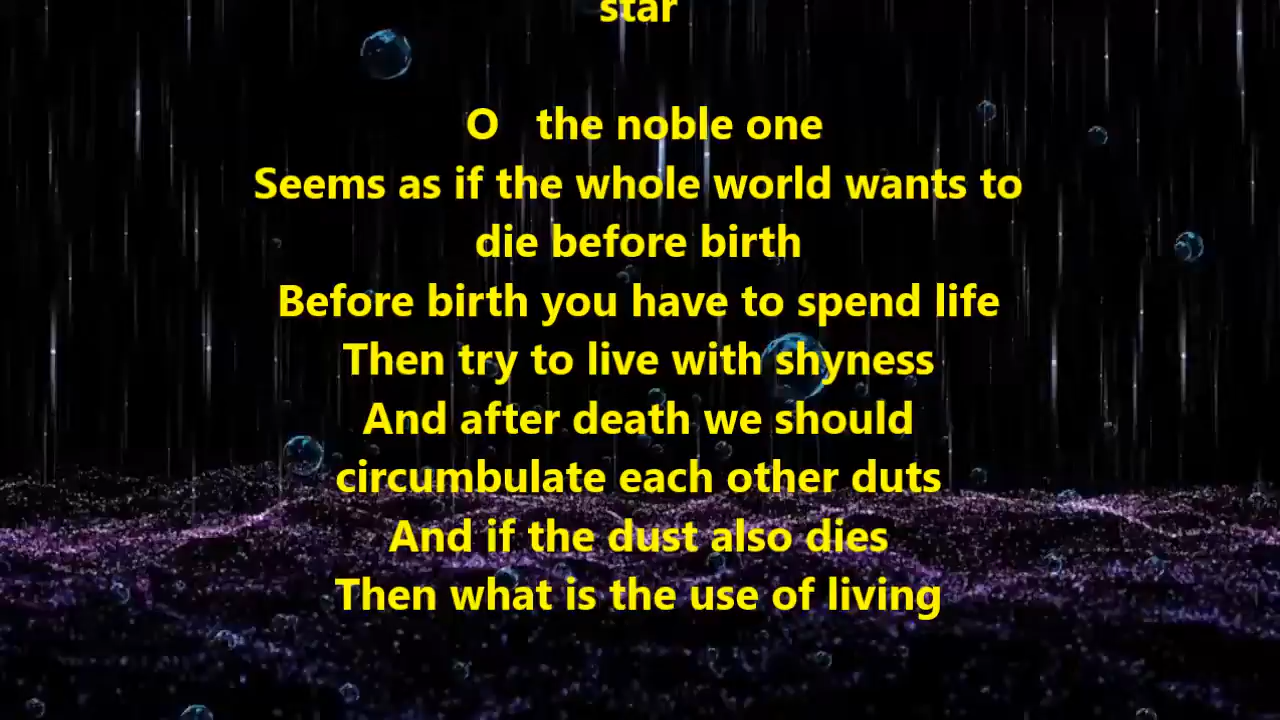 star
O the noble one
Seems as if the whole world wants to
die before birth
Before birth you have to spend life
Then try to live with shyness
And after death we should
circumbulate each other duts
And if the dust also dies
Then what is the use of living